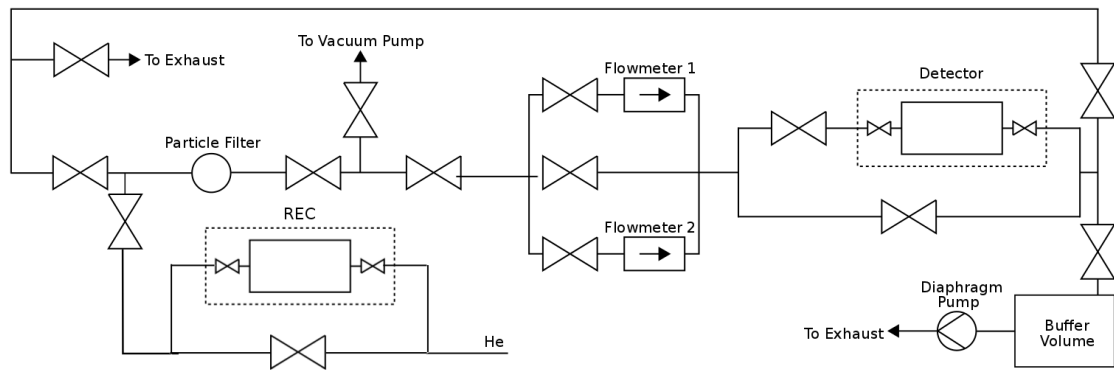 To Exhaust
To Vacuum Pump
Flowmeter 1
Detector
Particle Filter
REC
Flowmeter 2
He
Diaphragm
Pump
To Exhaust
Buffer
Volume